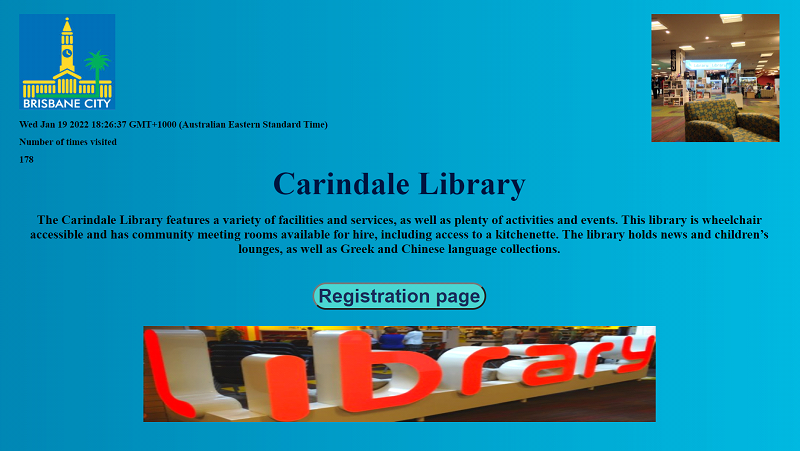 BRISBANE CITY
Wed Jan 19 2022 18:26:37 GMT+1000 (Australian Eastern Standard Time)
Number of times visited
178
Carindale Library
The Carindale Library features a variety of facilities and services, as well as plenty of activities and events. This library is wheelchair
accessible and has community meeting rooms available for hire, including access to a kitchenette. The library holds news and children’s
lounges, as well as Greek and Chinese language collections.
Registration page
library